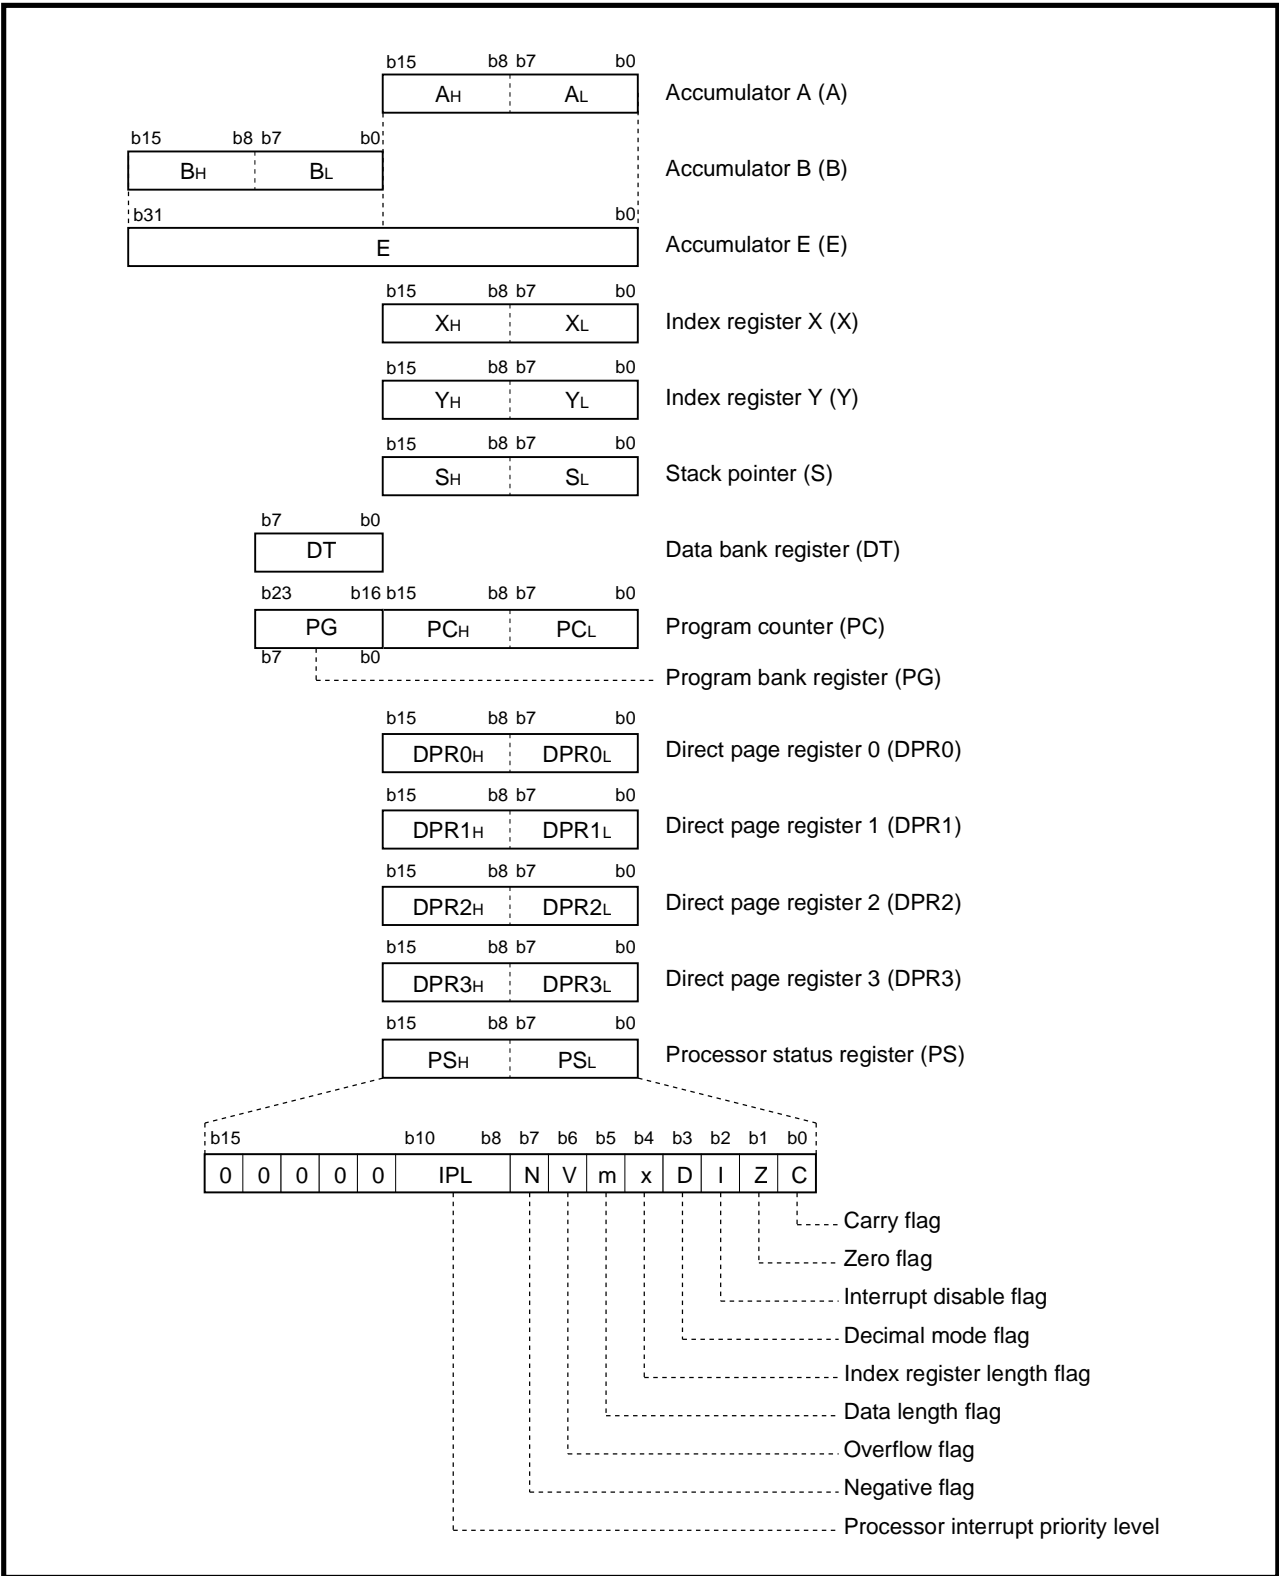 b15 b8 b7 b0
AH AL Accumulator A (A)
b15 b8 b7 b0
BH BL Accumulator B (B)
b31 b0
E Accumulator E (E)
b15 b8 b7 b0
XH XL Index register X (X)
b15 b8 b7 b0
YH YL Index register Y (Y)
b15 b8 b7 b0
SH SL Stack pointer (S)
b7 b0
DT Data bank register (DT)
b23 b16 b15 b8 b7 b0
PG PCH PCL Program counter (PC)
b7 b0
Program bank register (PG)
b15 b8 b7 b0
DPR0H DPR0L Direct page register 0 (DPR0)
b15 b8 b7 b0
DPR1H DPR1L Direct page register 1 (DPR1)
b15 b8 b7 b0
DPR2H DPR2L Direct page register 2 (DPR2)
b15 b8 b7 b0
DPR3H DPR3L Direct page register 3 (DPR3)
b15 b8 b7 b0
PSH PSL Processor status register (PS)
b15 b10 b8 b7 b6 b5 b4 b3 b2 b1 b0
0 0 0 0 0 IPL N V m x D I Z C
Carry flag
Zero flag
Interrupt disable flag
Decimal mode flag
Index register length flag
Data length flag
Overflow flag
Negative flag
Processor interrupt priority level